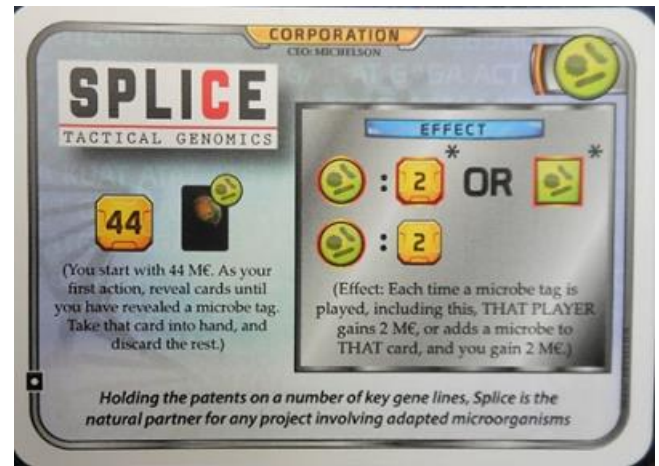 CORPORATION
CEO: MICHELSON
SPLICE
TACTICAL GENOMICS
EFFECT
2 * OR *
: 2
44
(You start with 44 M€. As your
first action, reveal cards until
you have revealed a microbe tag.
Take that card into hand, and
discard the rest.)
(Effect: Each time a microbe tag is
played, including this, THAT PLAYER
gains 2 M€, or adds a microbe to
THAT card, and you gain 2 M€.)
Holding the patents on a number of key gene lines, Splice is the
natural partner for any project involving adapted microorganisms